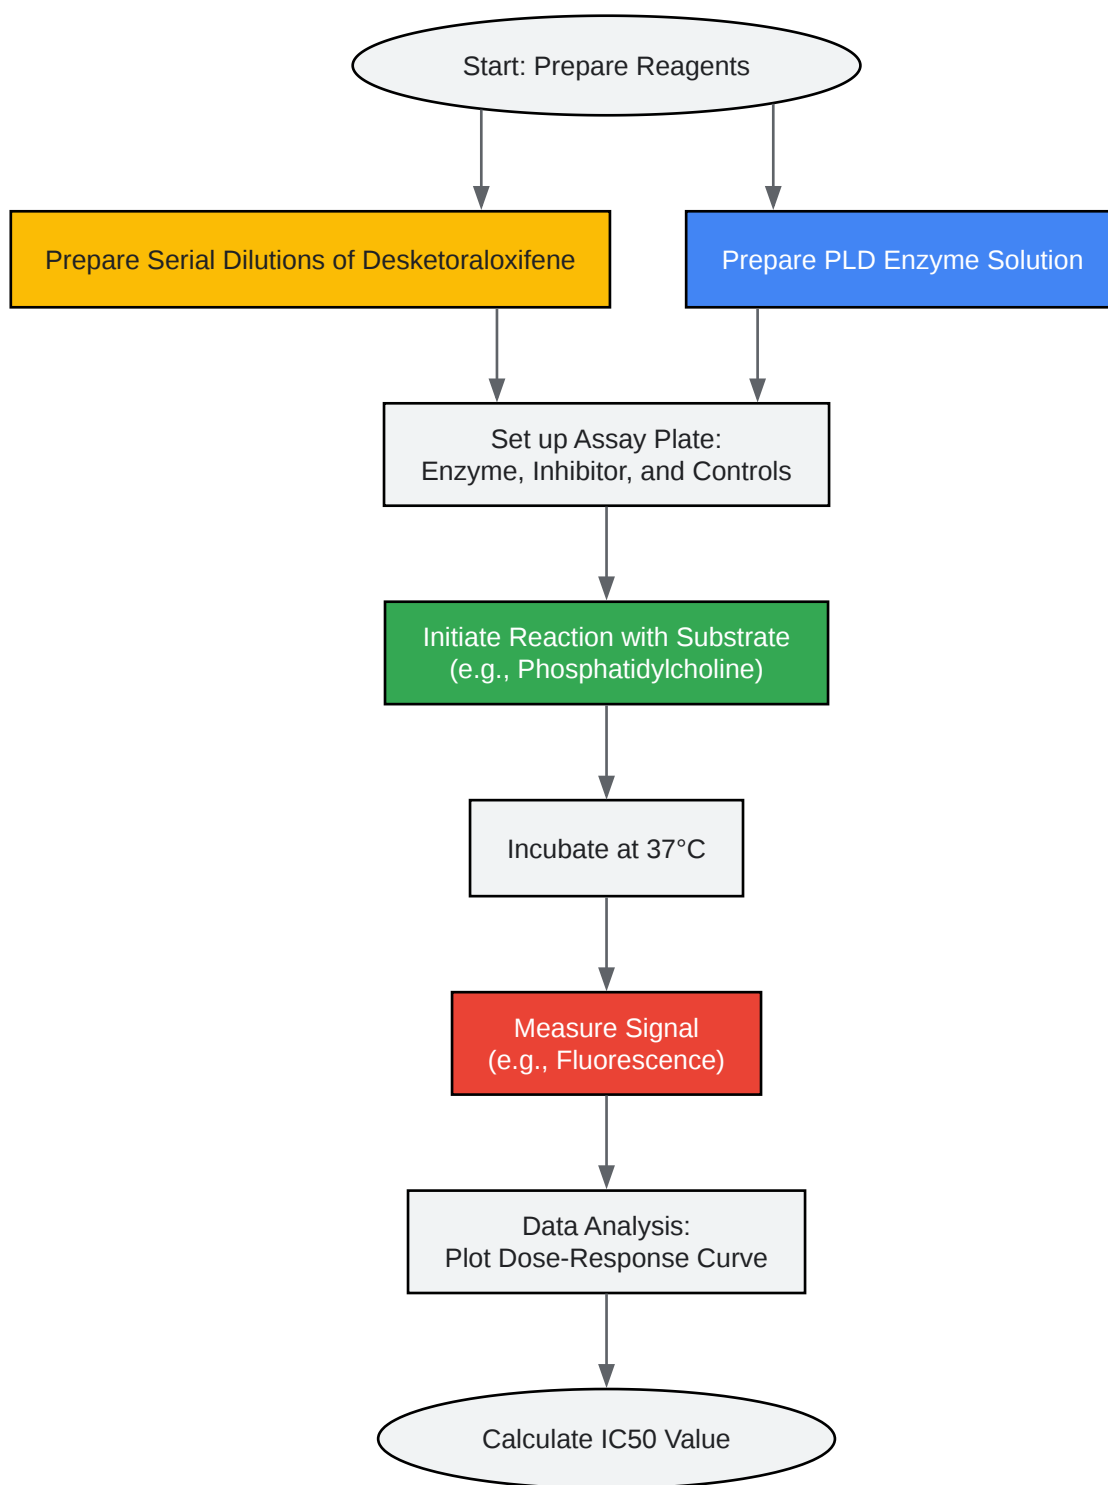 Start: Prepare Reagents
Prepare Serial Dilutions of Desketoraloxifene
Prepare PLD Enzyme Solution
Set up Assay Plate:
Enzyme, Inhibitor, and Controls
Initiate Reaction with Substrate
(e.g., Phosphatidylcholine)
Incubate at 37°C
Measure Signal
(e.g., Fluorescence)
Data Analysis:
Plot Dose-Response Curve
Calculate IC50 Value